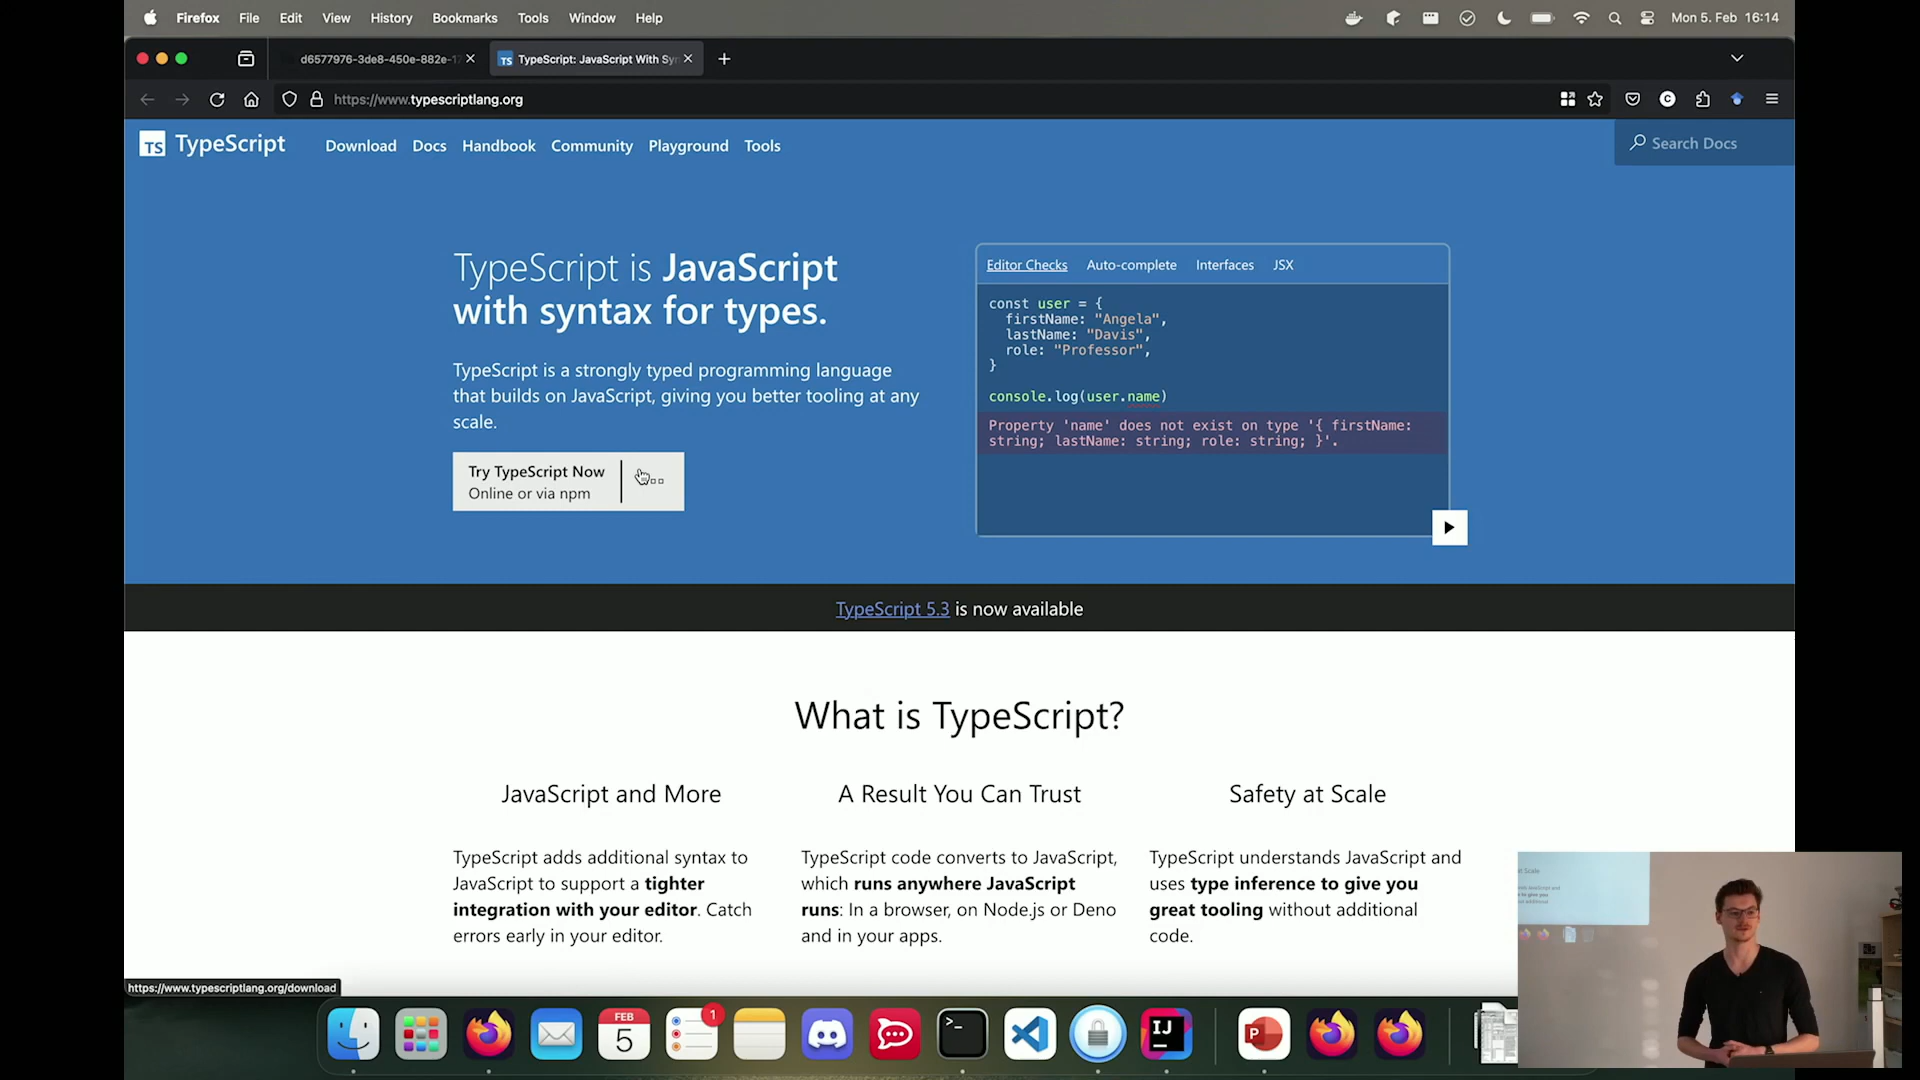 Firefox File Edit View History Bookmarks Tools Window Help
Mon 5. Feb 16:14
d6577976-3de8-450e-882e-1
TypeScript: JavaScript With Sy
https://www.typescriptlang.org
TS TypeScript
Download Docs Handbook Community Playground Tools
Search Docs
TypeScript is JavaScript
with syntax for types.
TypeScript is a strongly typed programming language
that builds on JavaScript, giving you better tooling at any
scale.
Try TypeScript Now
Online or via npm
Editor Checks Auto-complete Interfaces JSX
const user = {
firstName: "Angela",
lastName: "Davis",
role: "Professor",
}
console.log(user.name)
Property 'name' does not exist on type '{ firstName:
string; lastName: string; role: string; }'.
TypeScript 5.3 is now available
What is TypeScript?
JavaScript and More
TypeScript adds additional syntax to
JavaScript to support a tighter
integration with your editor. Catch
errors early in your editor.
A Result You Can Trust
TypeScript code converts to JavaScript,
which runs anywhere JavaScript
runs: In a browser, on Node.js or Deno
and in your apps.
Safety at Scale
TypeScript understands JavaScript and
uses type inference to give you
great tooling without additional
code.
https://www.typescriptlang.org/download
FEB
5
1
IJ
P